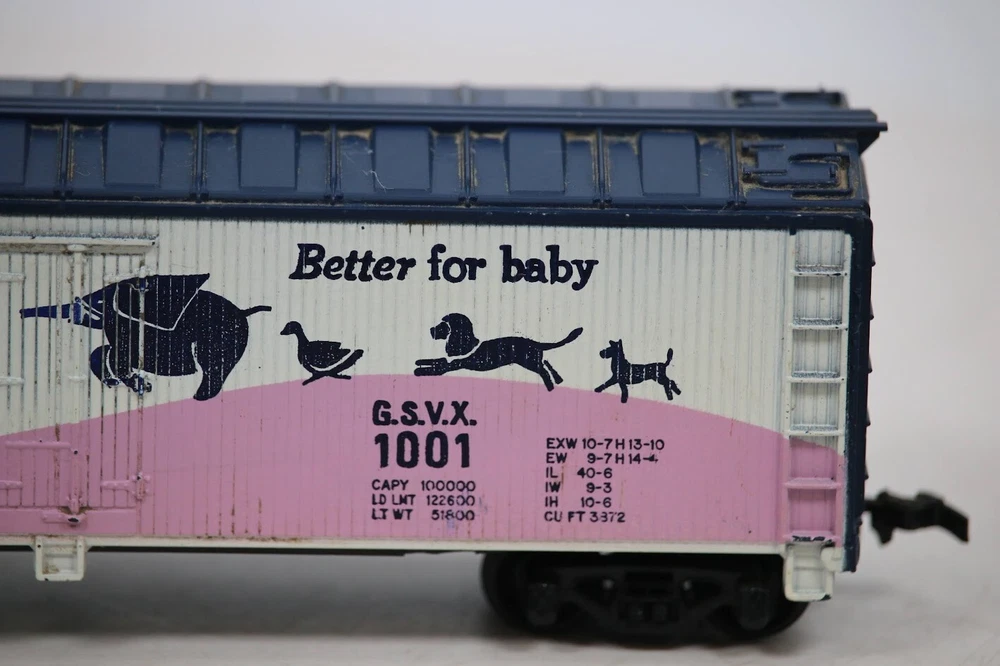 Better for baby
G.S.V.X.
1001
CAPY 100000
LD LMT 122600
LT WT 51800
EXW 10-7 H 13-10
EW 9-7 H 14-4
IL 40-6
IW 9-3
IH 10-6
CU FT 3872